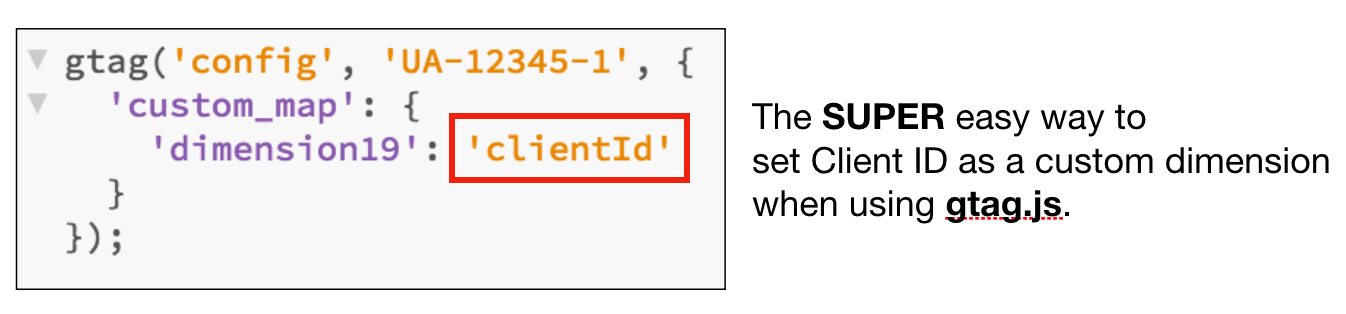 gtag('config', 'UA-12345-1', {
'custom_map': {
'dimension19': 'clientId'
}
});
The SUPER easy way to
set Client ID as a custom dimension
when using gtag.js.